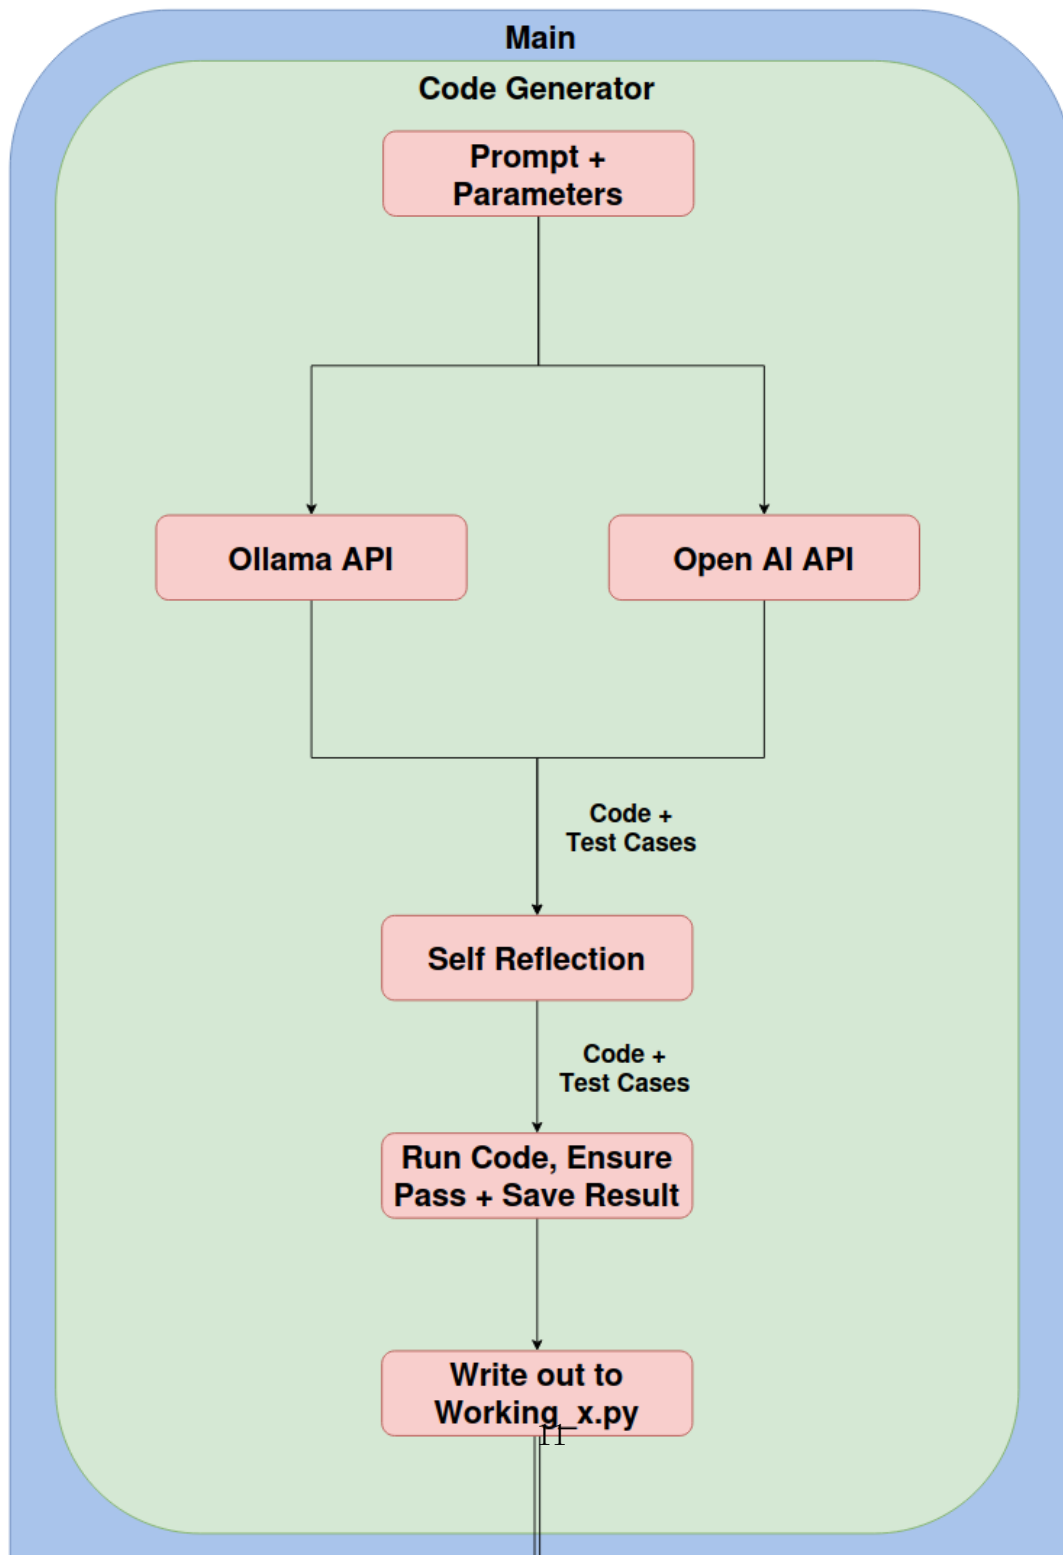 Main
Code Generator
Prompt +
Parameters
Ollama API
Open AI API
Code +
Test Cases
Self Reflection
Code +
Test Cases
Run Code, Ensure
Pass + Save Result
Write out to
Working_x.py
11